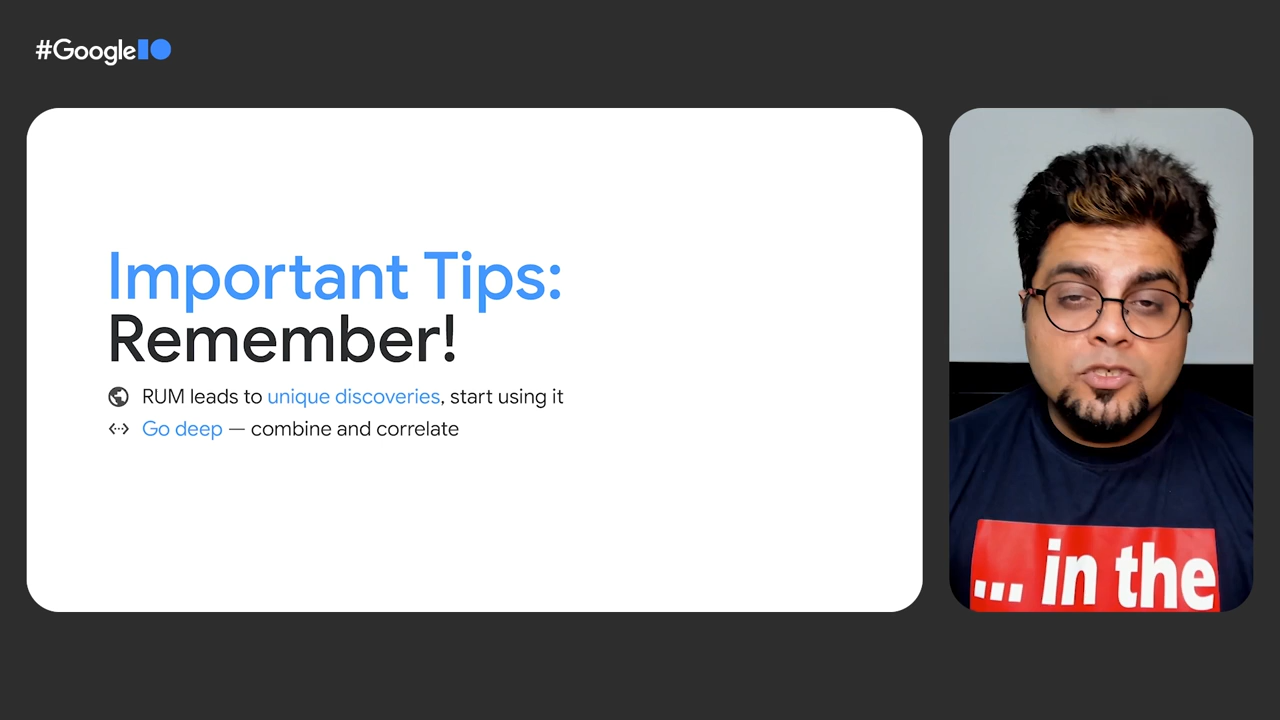 #GoogleIO
Important Tips:
Remember!
RUM leads to unique discoveries, start using it
Go deep — combine and correlate
... in the